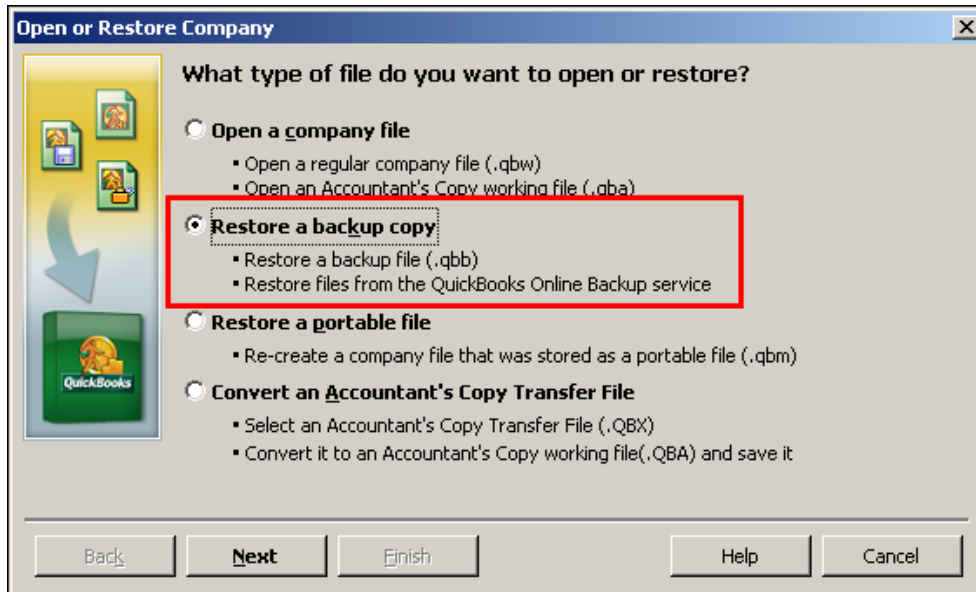 Open or Restore Company
What type of file do you want to open or restore?
Open a company file
▪ Open a regular company file (.qbw)
▪ Open an Accountant's Copy working file (.qba)
Restore a backup copy
▪ Restore a backup file (.qbb)
▪ Restore files from the QuickBooks Online Backup service
Restore a portable file
▪ Re-create a company file that was stored as a portable file (.qbm)
QuickBooks
Convert an Accountant's Copy Transfer File
▪ Select an Accountant's Copy Transfer File (.QBX)
▪ Convert it to an Accountant's Copy working file(.QBA) and save it
Back Next Finish Help Cancel